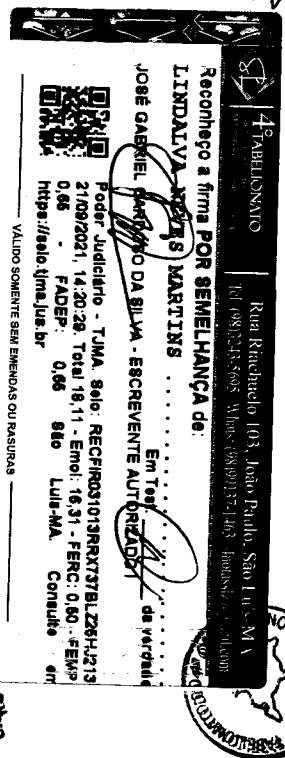 4º TABELIONATO
Rua Riachuelo 103, João Paulo, São Luís-MA
Reconheço a firma POR SEMELHANÇA de:
LINDALVA NEVES MARTINS
Em Test. da verdade
JOSÉ GABRIEL DA SILVA - ESCREVENTE AUTORIZADO
Poder Judiciário - TJMA. Selo: RECFIR031013RRX737BLZ26HJ213
21/09/2021, 14:20:29, Total 18,11 - Emol: 16,31 - FERC: 0,50 - FEMP
0,66 - FADEP: 0,66 São Luís-MA. Consulte em
https://selo.tjma.jus.br
VÁLIDO SOMENTE SEM EMENDAS OU RASURAS